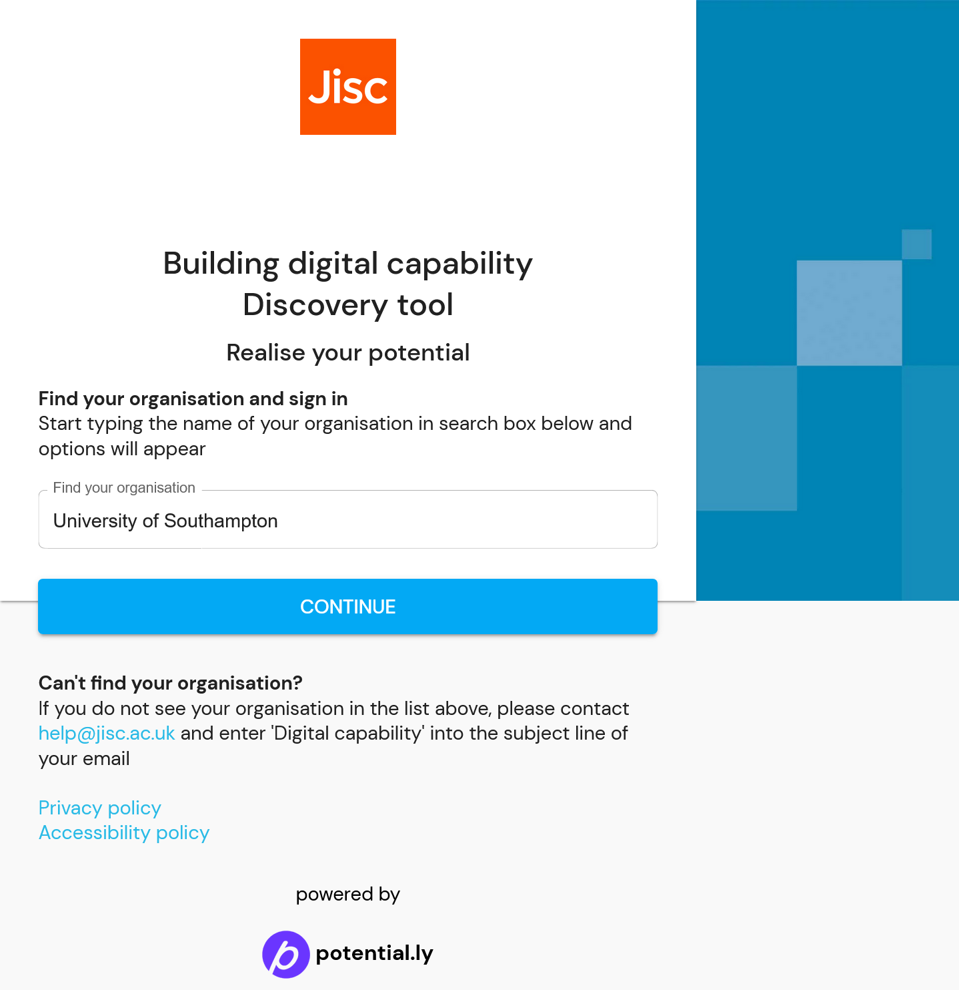 Jisc
Building digital capability
Discovery tool
Realise your potential
Find your organisation and sign in
Start typing the name of your organisation in search box below and
options will appear
Find your organisation
University of Southampton
CONTINUE
Can't find your organisation?
If you do not see your organisation in the list above, please contact
help@jisc.ac.uk and enter 'Digital capability' into the subject line of
your email
Privacy policy
Accessibility policy
powered by
potential.ly